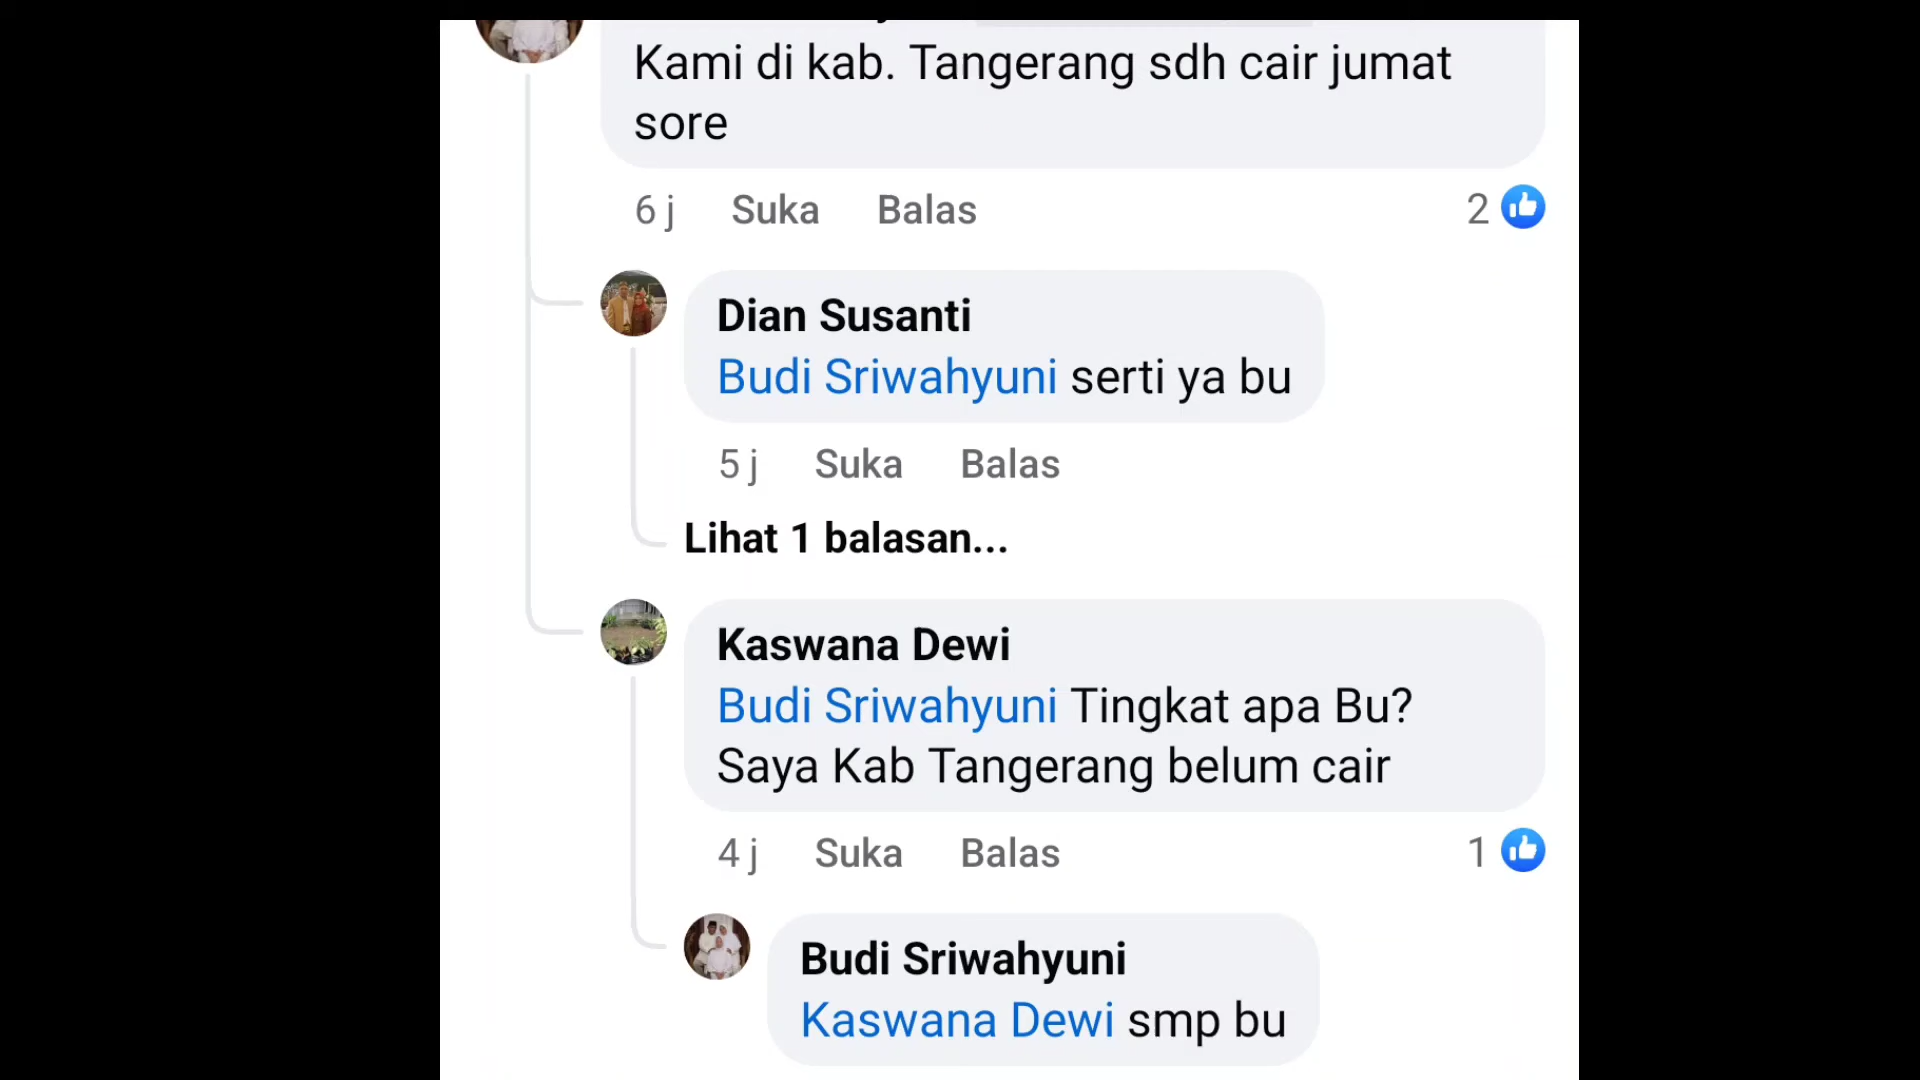 Kami di kab. Tangerang sdh cair jumat
sore
6 j Suka Balas 2
Dian Susanti
Budi Sriwahyuni serti ya bu
5 j Suka Balas
Lihat 1 balasan...
Kaswana Dewi
Budi Sriwahyuni Tingkat apa Bu?
Saya Kab Tangerang belum cair
4 j Suka Balas 1
Budi Sriwahyuni
Kaswana Dewi smp bu